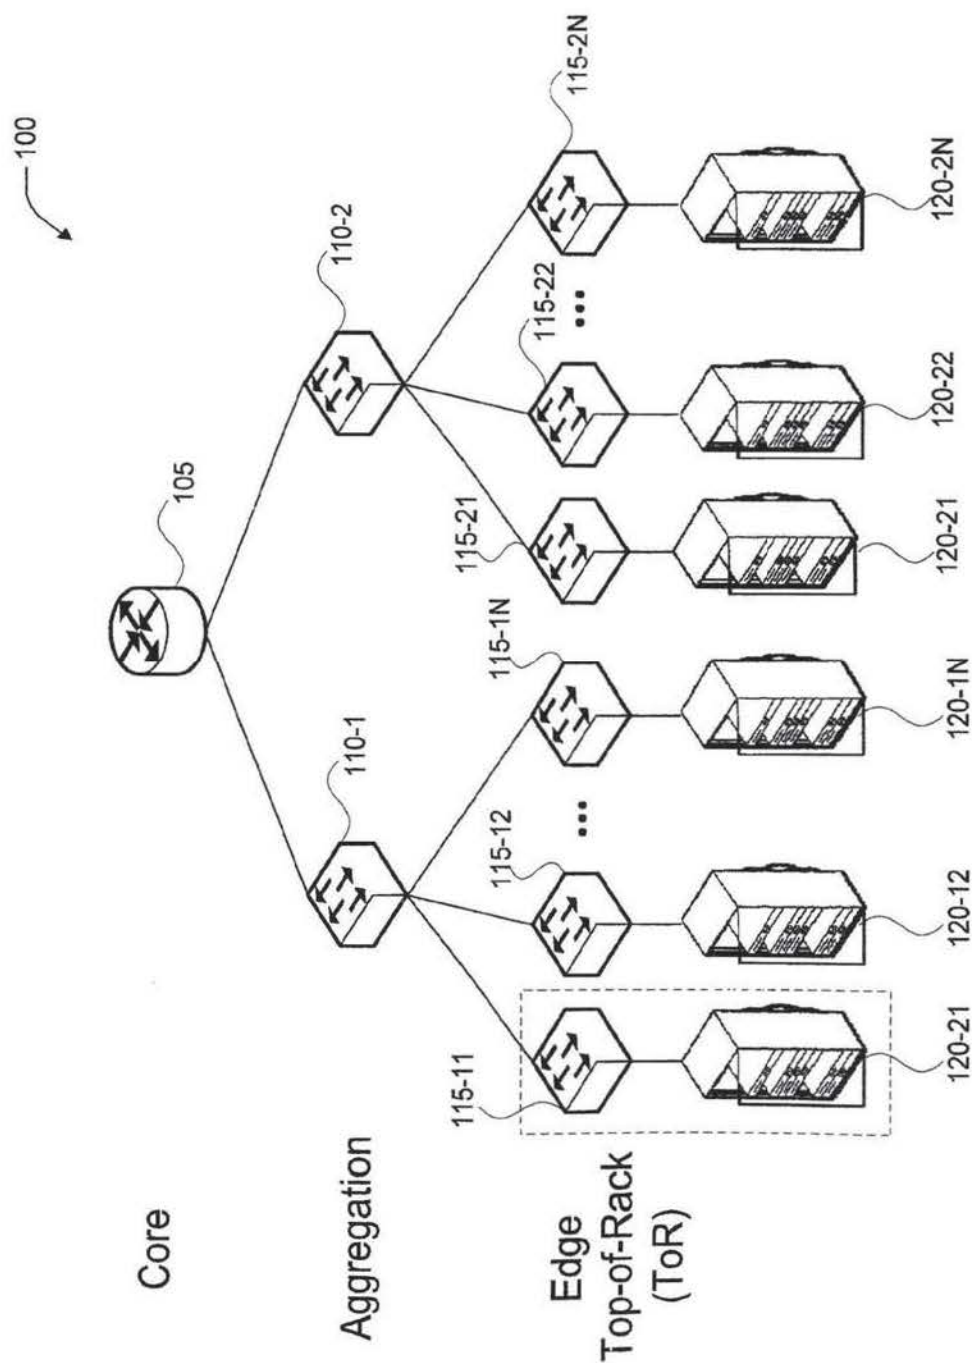 100
Core
105
Aggregation
110-1
110-2
Edge
Top-of-Rack
(ToR)
115-11
115-12
...
115-1N
115-21
115-22
...
115-2N
120-21
120-12
120-1N
120-21
120-22
120-2N